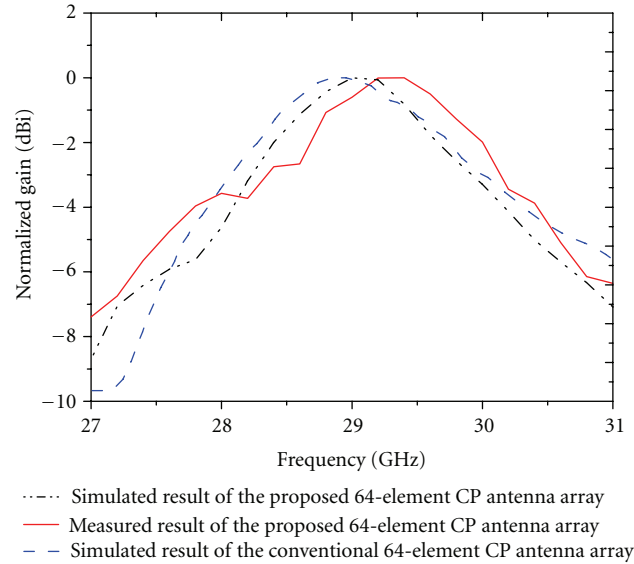 2
0
−2
−4
−6
−8
−10
Normalized gain (dBi)
27 28 29 30 31
Frequency (GHz)
Simulated result of the proposed 64-element CP antenna array
Measured result of the proposed 64-element CP antenna array
Simulated result of the conventional 64-element CP antenna array